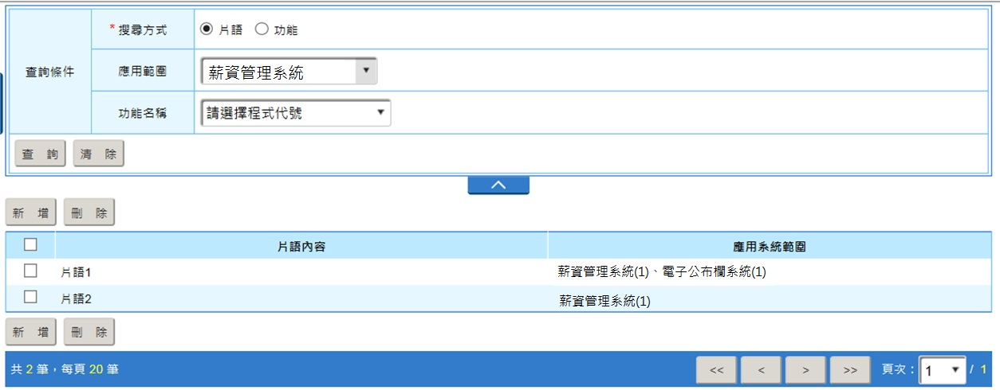 * 搜尋方式 片語 功能
查詢條件 應用範圍 薪資管理系統
功能名稱 請選擇程式代號
查 詢 清 除
新 增 刪 除
片語內容 應用系統範圍
片語1 薪資管理系統(1)、電子公布欄系統(1)
片語2 薪資管理系統(1)
新 增 刪 除
共 2 筆，每頁 20 筆 << < > >> 頁次：1 / 1